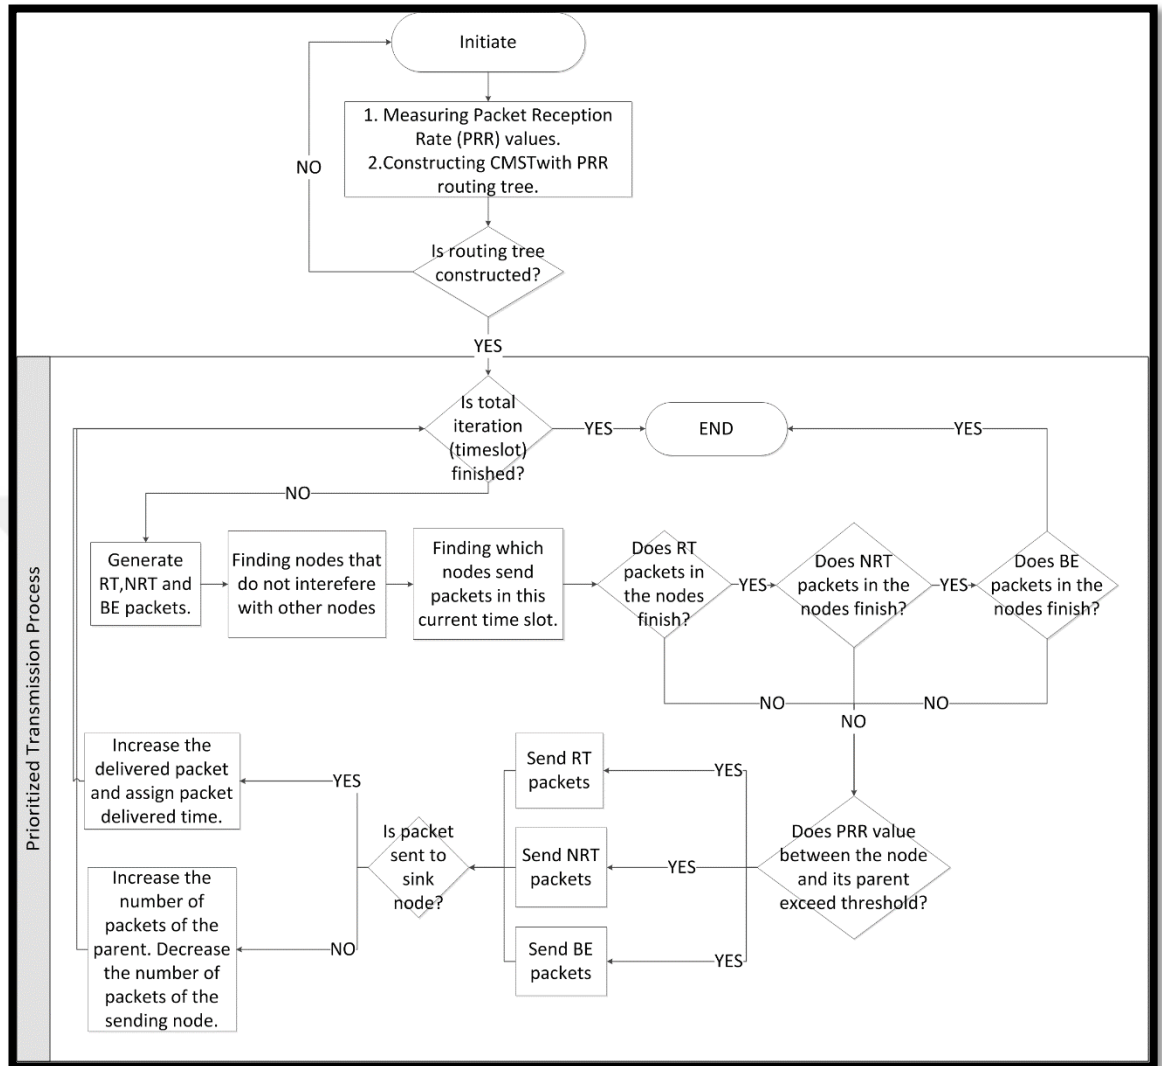 Initiate
1. Measuring Packet Reception
Rate (PRR) values.
2.Constructing CMSTwith PRR
routing tree.
NO
Is routing tree
constructed?
YES
Prioritized Transmission Process
Is total
iteration
(timeslot)
finished?
YES
END
YES
NO
Generate
RT,NRT and
BE packets.
Finding nodes that
do not interefere
with other nodes
Finding which
nodes send
packets in this
current time slot.
Does RT
packets in
the nodes
finish?
YES
Does NRT
packets in the
nodes finish?
YES
Does BE
packets in the
nodes finish?
NO
NO
NO
Increase the
delivered packet
and assign packet
delivered time.
YES
Is packet
sent to
sink
node?
Send RT
packets
YES
Send NRT
packets
YES
Does PRR value
between the node
and its parent
exceed threshold?
Increase the
number of
packets of the
parent. Decrease
the number of
packets of the
sending node.
NO
Send BE
packets
YES